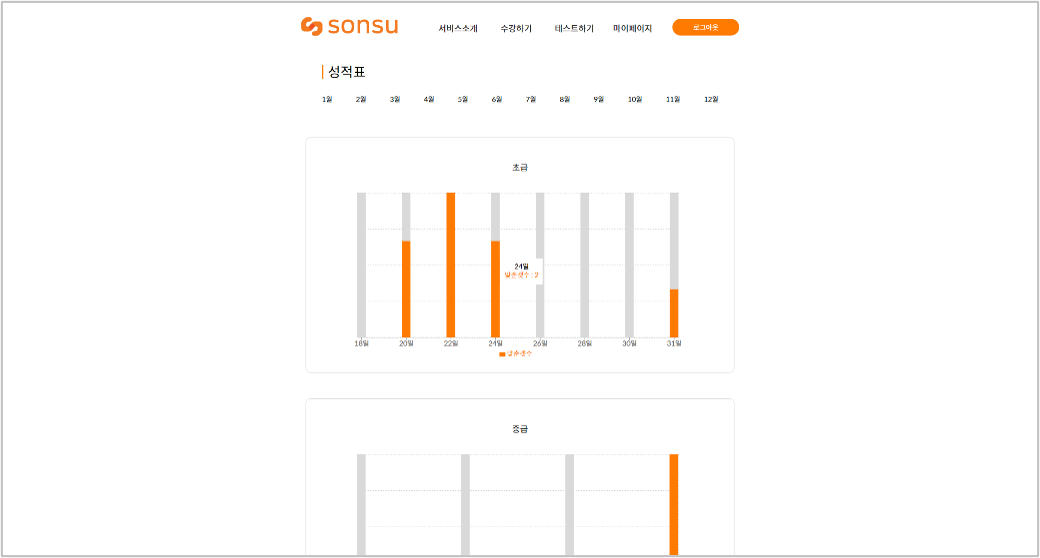 sonsu
서비스소개 수강하기 테스트하기 마이페이지 로그아웃
성적표
1월 2월 3월 4월 5월 6월 7월 8월 9월 10월 11월 12월
초급
24일
맞춘갯수 : 2
18일 20일 22일 24일 26일 28일 30일 31일
맞춘갯수
중급